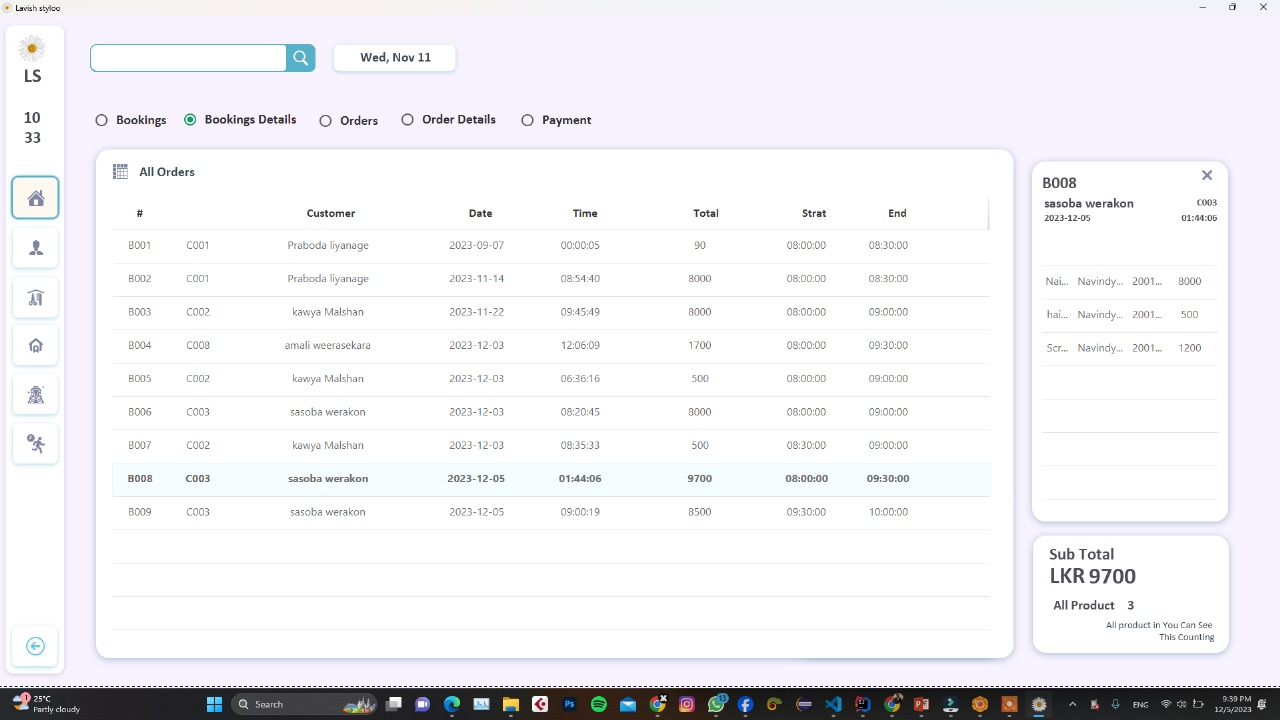 Lavish styloo
LS
10
33
Wed, Nov 11
Bookings Bookings Details Orders Order Details Payment
All Orders
# Customer Date Time Total Strat End
B001 C001 Praboda liyanage 2023-09-07 00:00:05 90 08:00:00 08:30:00
B002 C001 Praboda liyanage 2023-11-14 08:54:40 8000 08:00:00 08:30:00
B003 C002 kawya Malshan 2023-11-22 09:45:49 8000 08:00:00 09:00:00
B004 C008 amali weerasekara 2023-12-03 12:06:09 1700 08:00:00 09:30:00
B005 C002 kawya Malshan 2023-12-03 06:36:16 500 08:00:00 09:00:00
B006 C003 sasoba werakon 2023-12-03 08:20:45 8000 08:00:00 09:00:00
B007 C002 kawya Malshan 2023-12-03 08:35:33 500 08:30:00 09:00:00
B008 C003 sasoba werakon 2023-12-05 01:44:06 9700 08:00:00 09:30:00
B009 C003 sasoba werakon 2023-12-05 09:00:19 8500 09:30:00 10:00:00
B008
sasoba werakon C003
2023-12-05 01:44:06
Nai... Navindy... 2001... 8000
hai... Navindy... 2001... 500
Scr... Navindy... 2001... 1200
Sub Total
LKR 9700
All Product 3
All product in You Can See
This Counting
1 25°C
Partly cloudy
Search
13
ENG
9:39 PM
12/5/2023